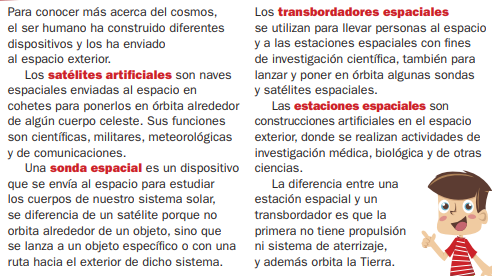 Para conocer más acerca del cosmos,
el ser humano ha construido diferentes
dispositivos y los ha enviado
al espacio exterior.
Los satélites artificiales son naves
espaciales enviadas al espacio en
cohetes para ponerlos en órbita alrededor
de algún cuerpo celeste. Sus funciones
son científicas, militares, meteorológicas
y de comunicaciones.
Una sonda espacial es un dispositivo
que se envía al espacio para estudiar
los cuerpos de nuestro sistema solar,
se diferencia de un satélite porque no
orbita alrededor de un objeto, sino que
se lanza a un objeto específico o con una
ruta hacia el exterior de dicho sistema.
Los transbordadores espaciales
se utilizan para llevar personas al espacio
y a las estaciones espaciales con fines
de investigación científica, también para
lanzar y poner en órbita algunas sondas
y satélites espaciales.
Las estaciones espaciales son
construcciones artificiales en el espacio
exterior, donde se realizan actividades de
investigación médica, biológica y de otras
ciencias.
La diferencia entre una
estación espacial y un
transbordador es que la
primera no tiene propulsión
ni sistema de aterrizaje,
y además orbita la Tierra.